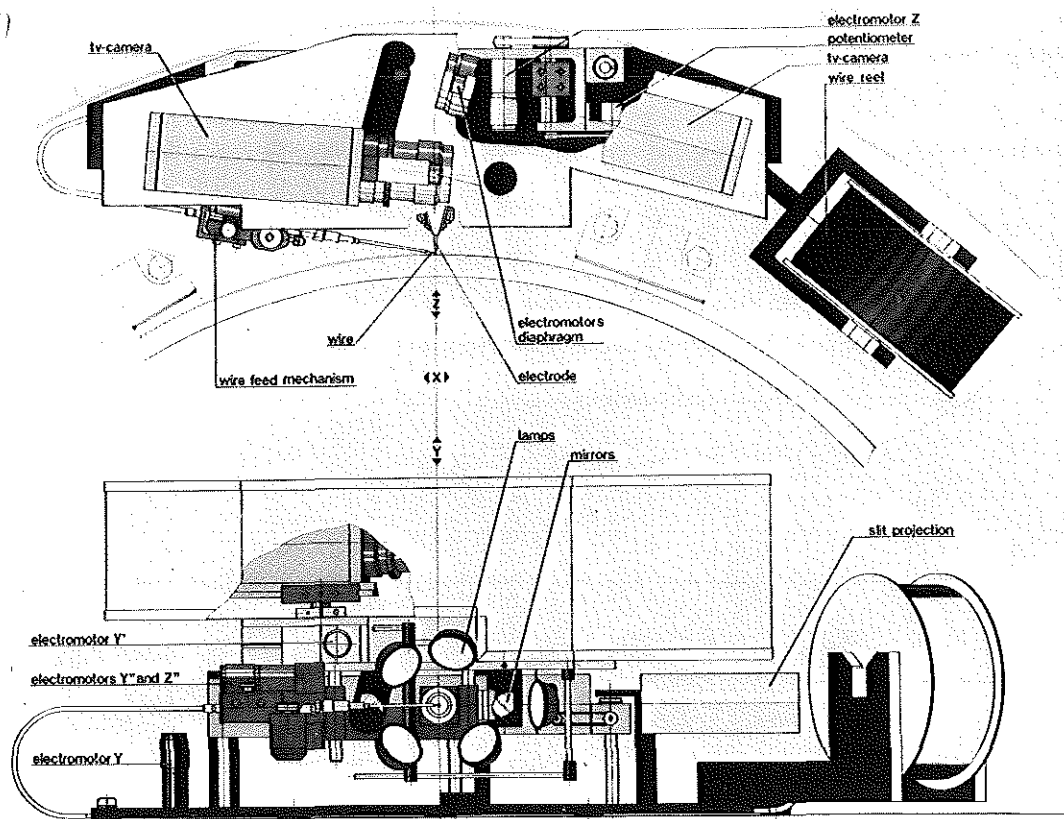 electromotor Z
tv-camera
potentiometer
tv-camera
wire reel
Z
wire
electromotors
diaphragm
wire feed mechanism
X
electrode
Y
lamps
mirrors
slit projection
electromotor Y'
electromotors Y" and Z"
electromotor Y